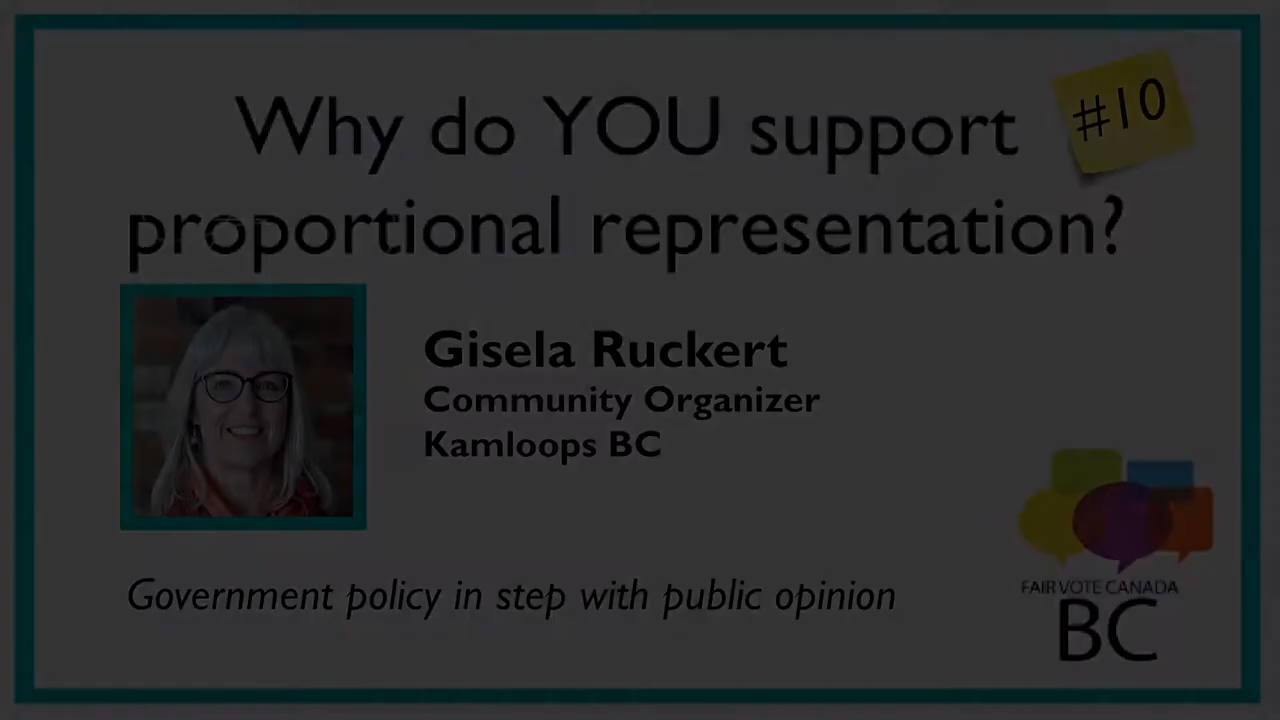 Why do YOU support
#10
proportional representation?
Gisela Ruckert
Community Organizer
Kamloops BC
Government policy in step with public opinion
FAIR VOTE CANADA
BC